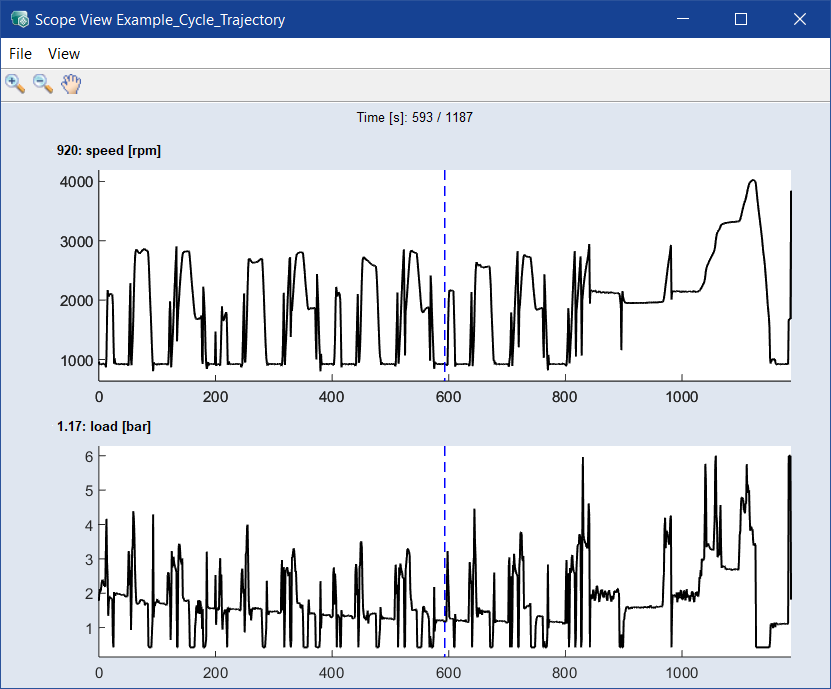 Scope View Example_Cycle_Trajectory
File View
Time [s]: 593 / 1187
920: speed [rpm]
4000
3000
2000
1000
0 200 400 600 800 1000
1.17: load [bar]
6
5
4
3
2
1
0 200 400 600 800 1000